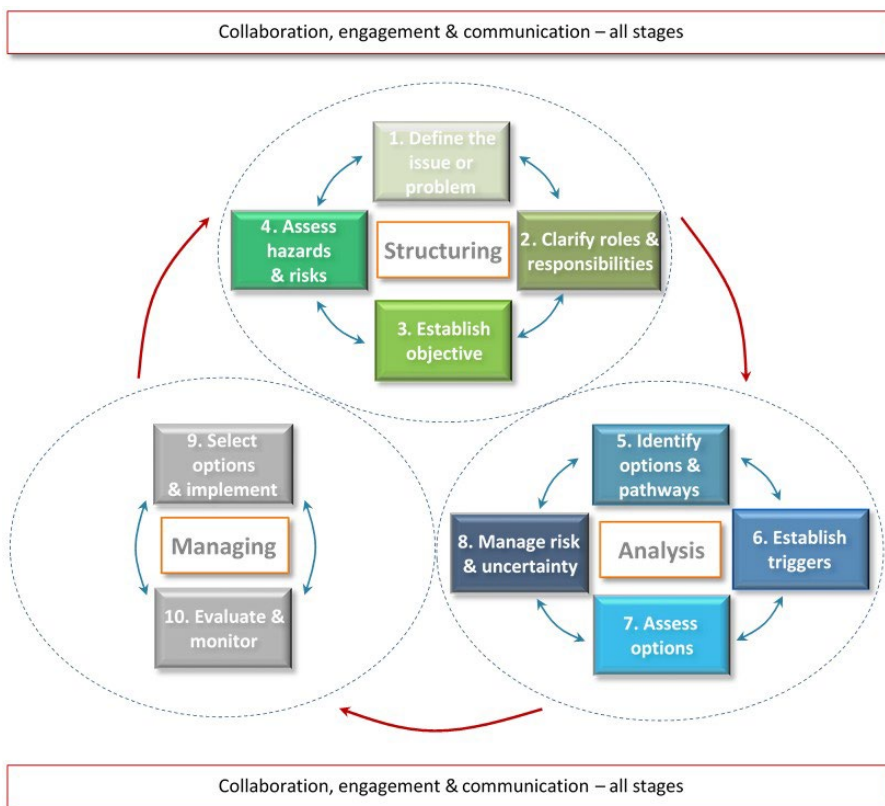 Collaboration, engagement & communication – all stages
1. Define the
issue or
problem
4. Assess
hazards
& risks
Structuring
2. Clarify roles &
responsibilities
3. Establish
objective
9. Select
options
& implement
Managing
10. Evaluate &
monitor
5. Identify
options &
pathways
8. Manage risk
& uncertainty
Analysis
6. Establish
triggers
7. Assess
options
Collaboration, engagement & communication – all stages